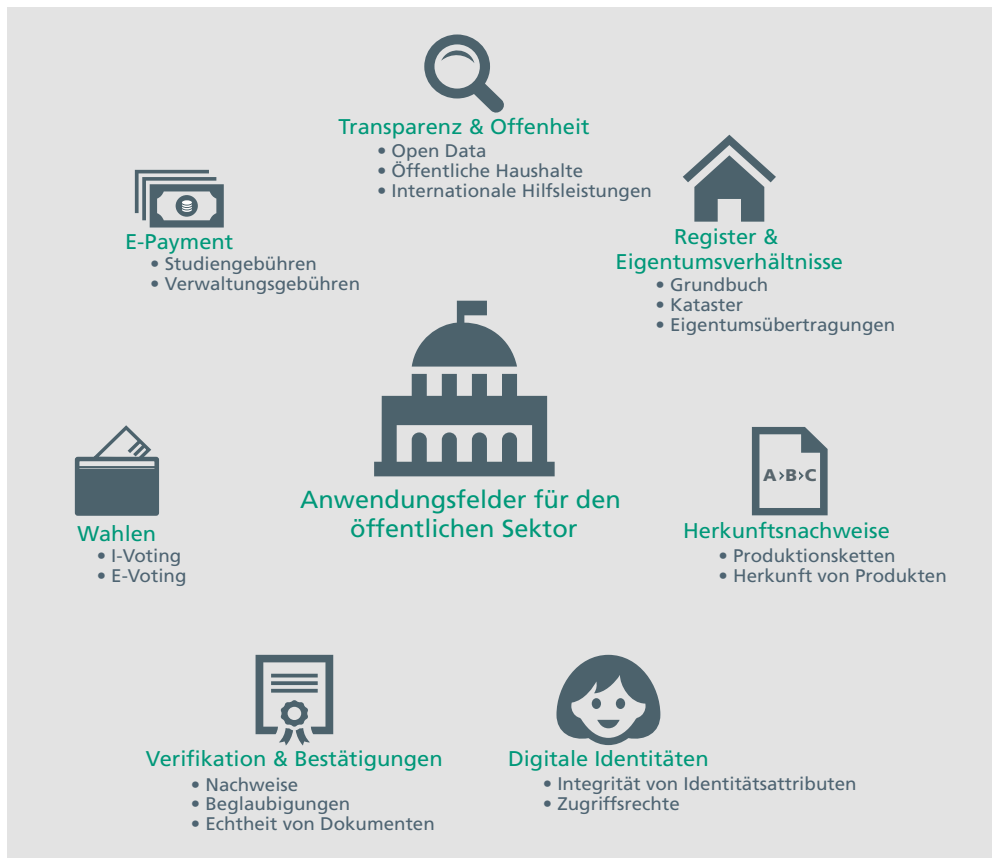 Transparenz & Offenheit
• Open Data
• Öffentliche Haushalte
• Internationale Hilfsleistungen
E-Payment
• Studiengebühren
• Verwaltungsgebühren
Register &
Eigentumsverhältnisse
• Grundbuch
• Kataster
• Eigentumsübertragungen
Anwendungsfelder für den
öffentlichen Sektor
Wahlen
• I-Voting
• E-Voting
A›B›C
Herkunftsnachweise
• Produktionsketten
• Herkunft von Produkten
Verifikation & Bestätigungen
• Nachweise
• Beglaubigungen
• Echtheit von Dokumenten
Digitale Identitäten
• Integrität von Identitätsattributen
• Zugriffsrechte